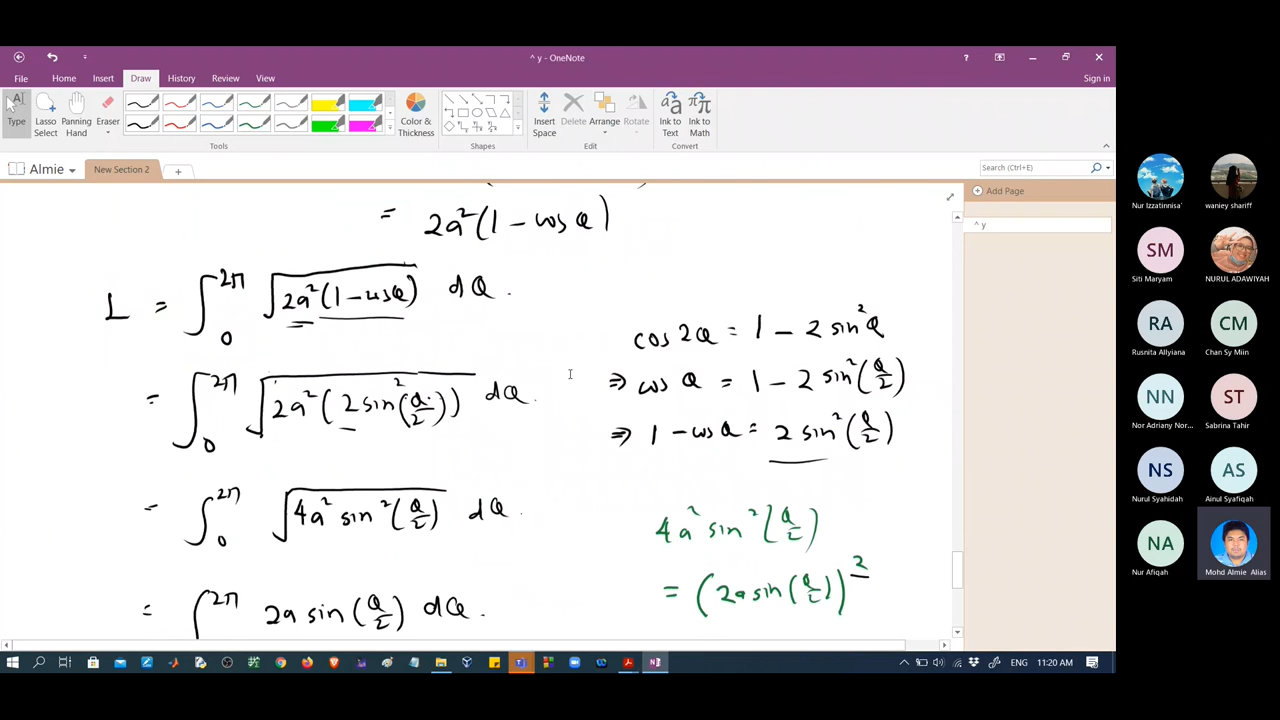 ^ y - OneNote
File Home Insert Draw History Review View Sign in
Type Lasso Select Panning Hand Eraser Color & Thickness Insert Space Delete Arrange Rotate Ink to Text Ink to Math
Tools Shapes Edit Convert
Almie New Section 2 Search (Ctrl+E)
Add Page
^ y
= 2a²(1 - cos θ)
L = ∫₀^2π √(2a²(1 - cosθ)) dθ.
= ∫₀^2π √(2a²(2 sin²(θ/2))) dθ.
= ∫₀^2π √(4a² sin²(θ/2)) dθ.
= ∫^2π 2a sin(θ/2) dθ.
cos 2θ = 1 - 2 sin²θ
⇒ cos θ = 1 - 2 sin²(θ/2)
⇒ 1 - cos θ = 2 sin²(θ/2)
4a² sin²(θ/2)
= (2a sin(θ/2))²
Nur Izzatinnisa' waniey shariff
SM
Siti Maryam NURUL ADAWIYAH
RA CM
Rusnita Allyiana Chan Sy Miin
NN ST
Nor Adriany Nor... Sabrina Tahir
NS AS
Nurul Syahidah Ainul Syafiqah
NA
Nur Afiqah Mohd Almie Alias
ENG 11:20 AM